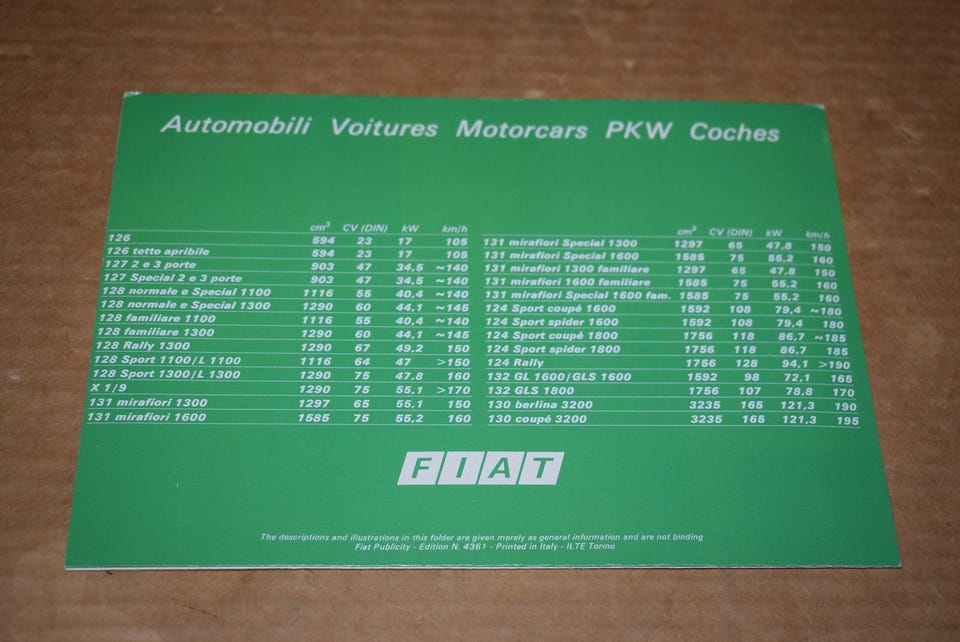 Automobili Voitures Motorcars PKW Coches
cm³ CV (DIN) kW km/h
126 594 23 17 105
126 tetto apribile 594 23 17 105
127 2 e 3 porte 903 47 34,5 ~140
127 Special 2 e 3 porte 903 47 34,5 ~140
128 normale e Special 1100 1116 55 40,4 ~140
128 normale e Special 1300 1290 60 44,1 ~145
128 familiare 1100 1116 55 40,4 ~140
128 familiare 1300 1290 60 44,1 ~145
128 Rally 1300 1290 67 49,2 150
128 Sport 1100/L 1100 1116 64 47 >150
128 Sport 1300/L 1300 1290 75 47,8 160
X 1/9 1290 75 55,1 >170
131 mirafiori 1300 1297 65 55,1 150
131 mirafiori 1600 1585 75 55,2 160
cm³ CV (DIN) kW km/h
131 mirafiori Special 1300 1297 65 47,8 150
131 mirafiori Special 1600 1585 75 55,2 160
131 mirafiori 1300 familiare 1297 65 47,8 150
131 mirafiori 1600 familiare 1585 75 55,2 160
131 mirafiori Special 1600 fam. 1585 75 55,2 160
124 Sport coupé 1600 1592 108 79,4 ~180
124 Sport spider 1600 1592 108 79,4 180
124 Sport coupé 1800 1756 118 86,7 ~185
124 Sport spider 1800 1756 118 86,7 185
124 Rally 1756 128 94,1 >190
132 GL 1600/GLS 1600 1592 98 72,1 165
132 GLS 1800 1756 107 78,8 170
130 berlina 3200 3235 165 121,3 190
130 coupé 3200 3235 165 121,3 195
FIAT
The descriptions and illustrations in this folder are given merely as general information and are not binding
Fiat Publicity - Edition N. 4361 - Printed in Italy - ILTE Torino